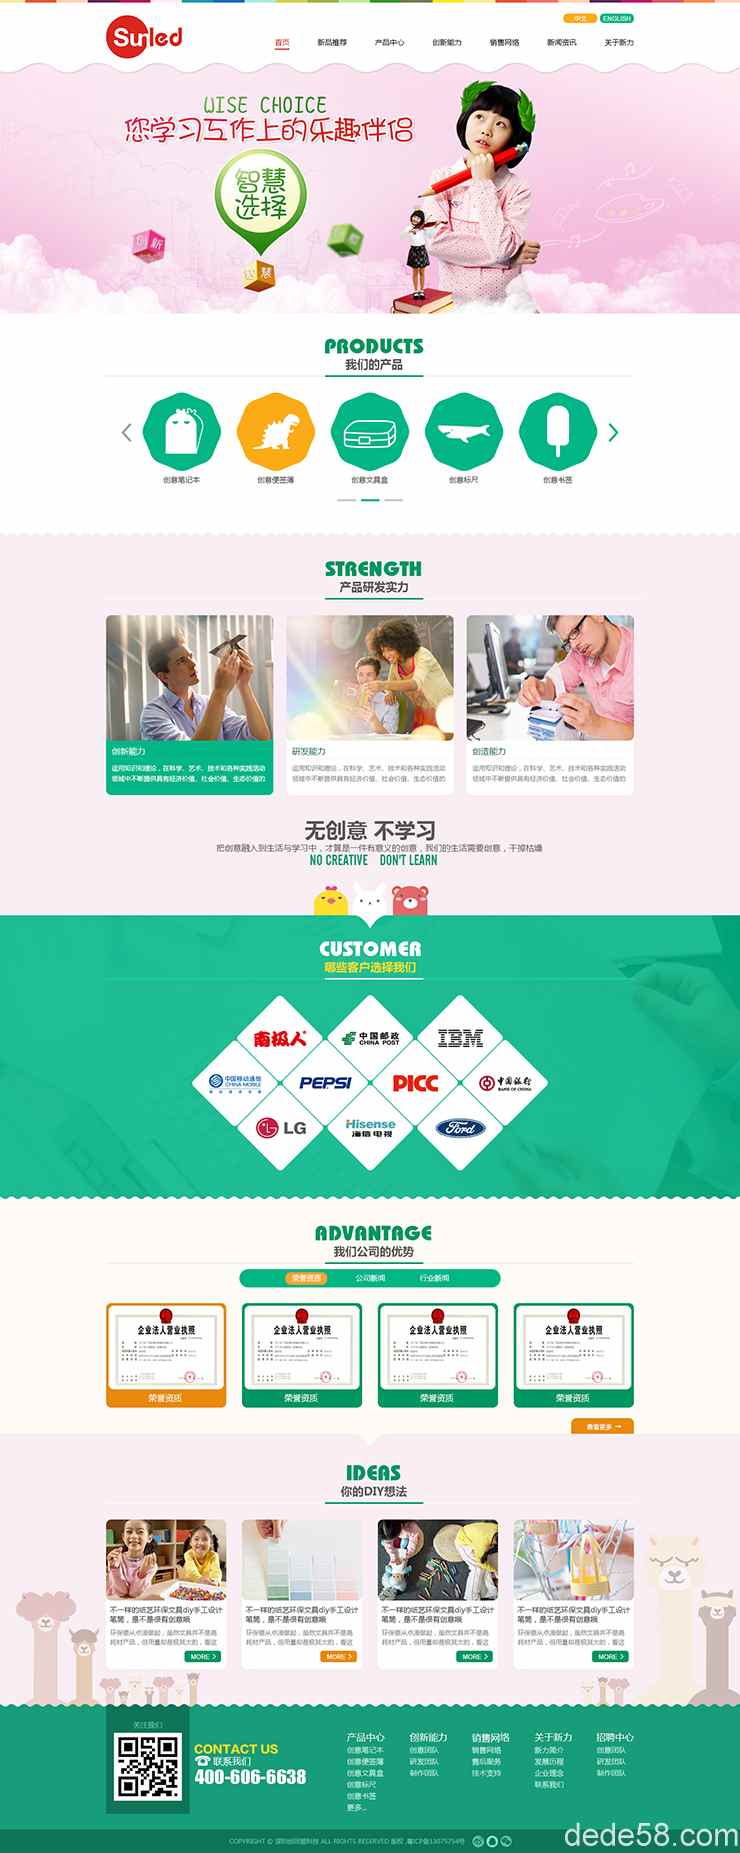 Surled
中文 ENGLISH
首页 新品推荐 产品中心 创新能力 销售网络 新闻资讯 关于新力
WISE CHOICE
您学习工作上的乐趣伴侣
智慧
选择
创新
慧
PRODUCTS
我们的产品
创意笔记本 创意便签簿 创意文具盒 创意标尺 创意书签
STRENGTH
产品研发实力
创新能力
运用知识和理论，在科学、艺术、技术和各种实践活动
领域中不断提供具有经济价值、社会价值、生态价值的
研发能力
运用知识和理论，在科学、艺术、技术和各种实践活动
领域中不断提供具有经济价值、社会价值、生态价值的
创造能力
运用知识和理论，在科学、艺术、技术和各种实践活动
领域中不断提供具有经济价值、社会价值、生态价值的
无创意 不学习
把创意融入到生活与学习中，才算是一件有意义的创意，我们的生活需要创意，干掉枯燥
NO CREATIVE DON'T LEARN
CUSTOMER
哪些客户选择我们
南极人
中国邮政
CHINA POST
IBM
中国移动通信
CHINA MOBILE
PEPSI
PICC
中国银行
BANK OF CHINA
LG
Hisense
海信电视
Ford
ADVANTAGE
我们公司的优势
荣誉资质 公司新闻 行业新闻
企业法人营业执照 企业法人营业执照 企业法人营业执照 企业法人营业执照
荣誉资质 荣誉资质 荣誉资质 荣誉资质
查看更多 →
IDEAS
你的DIY想法
不一样的纸艺环保文具diy手工设计
笔筒，是不是很有创意哦
环保要从点滴做起，虽然文具并不是高
耗材产品，但用量却是极其大的，看这
MORE >
不一样的纸艺环保文具diy手工设计
笔筒，是不是很有创意哦
环保要从点滴做起，虽然文具并不是高
耗材产品，但用量却是极其大的，看这
MORE >
不一样的纸艺环保文具diy手工设计
笔筒，是不是很有创意哦
环保要从点滴做起，虽然文具并不是高
耗材产品，但用量却是极其大的，看这
MORE >
不一样的纸艺环保文具diy手工设计
笔筒，是不是很有创意哦
环保要从点滴做起，虽然文具并不是高
耗材产品，但用量却是极其大的，看这
MORE >
关注我们
CONTACT US
联系我们
400-606-6638
产品中心
创意笔记本
创意便签簿
创意文具盒
创意标尺
创意书签
更多...
创新能力
创意团队
研发团队
制作团队
销售网络
销售网络
售后服务
技术支持
关于新力
新力简介
发展历程
企业理念
联系我们
招聘中心
创意团队
研发团队
制作团队
dede58.com